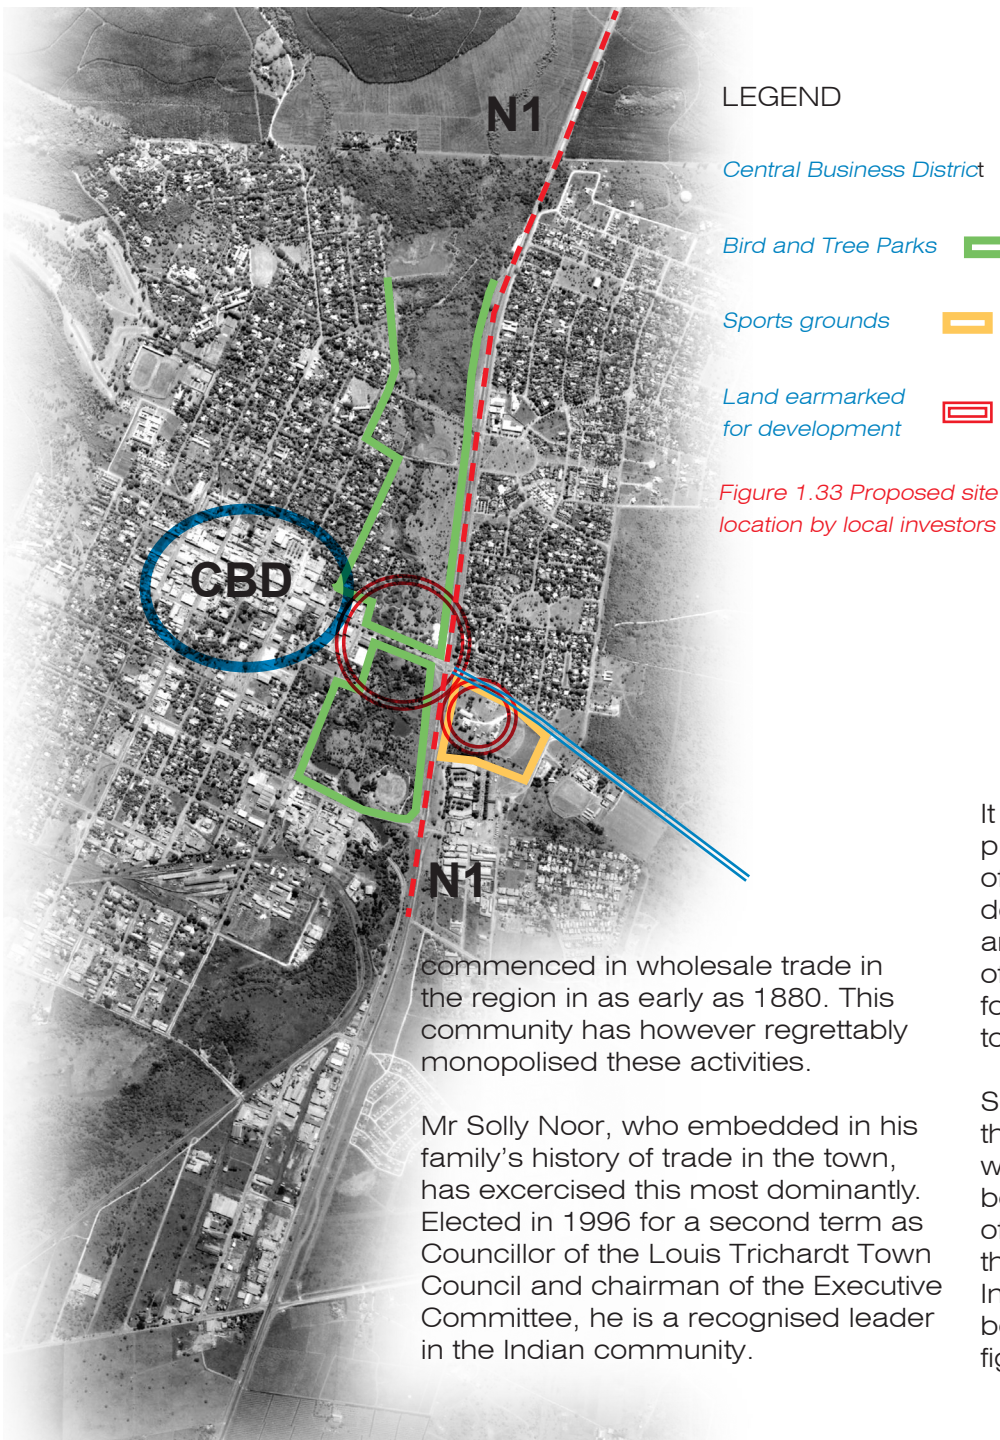 N1
LEGEND
Central Business District
Bird and Tree Parks
Sports grounds
Land earmarked
for development
Figure 1.33 Proposed site
location by local investors
CBD
N1
commenced in wholesale trade in
the region in as early as 1880. This
community has however regrettably
monopolised these activities.
Mr Solly Noor, who embedded in his
family's history of trade in the town,
has excercised this most dominantly.
Elected in 1996 for a second term as
Councillor of the Louis Trichardt Town
Council and chairman of the Executive
Committee, he is a recognised leader
in the Indian community.
It